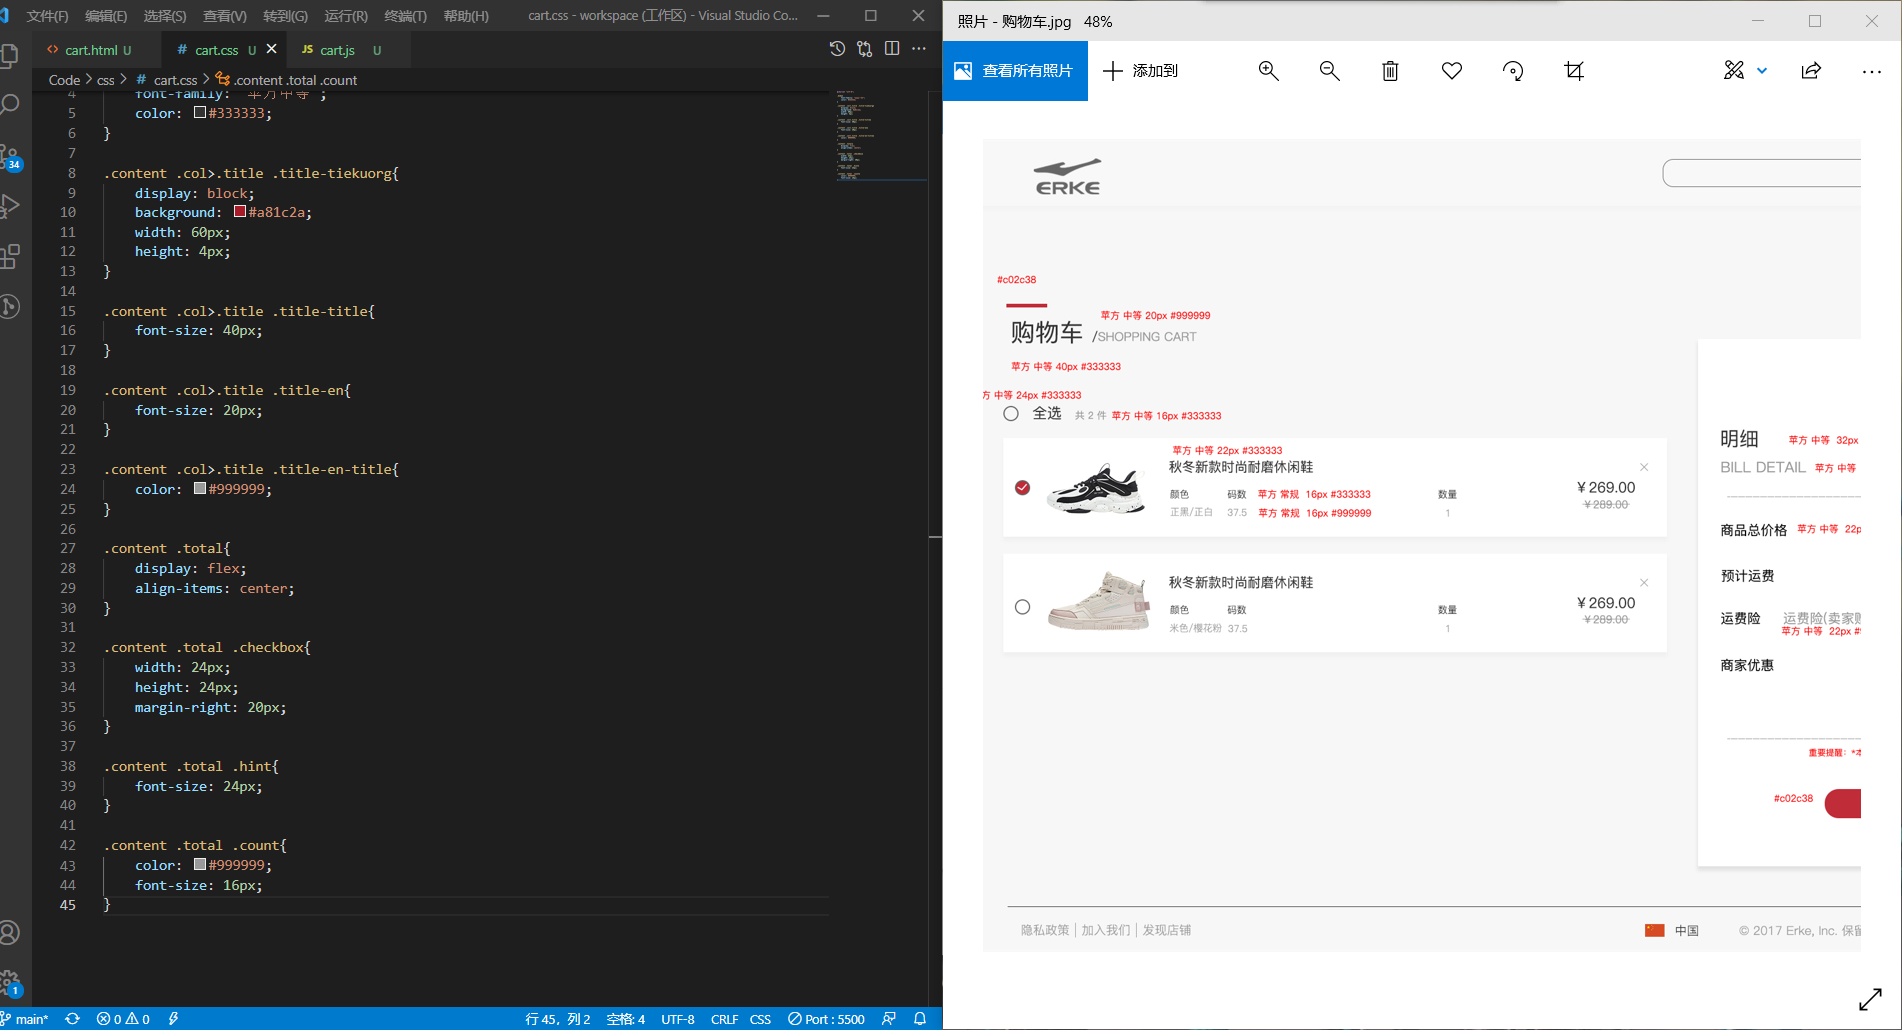 文件(F) 编辑(E) 选择(S) 查看(V) 转到(G) 运行(R) 终端(T) 帮助(H) cart.css - workspace (工作区) - Visual Studio Co...
cart.html U # cart.css U JS cart.js U
Code > css > # cart.css > .content .total .count
4 font-family: "苹方中等";
5 color: #333333;
6 }
7
8 .content .col>.title .title-tiekuorg{
9 display: block;
10 background: #a81c2a;
11 width: 60px;
12 height: 4px;
13 }
14
15 .content .col>.title .title-title{
16 font-size: 40px;
17 }
18
19 .content .col>.title .title-en{
20 font-size: 20px;
21 }
22
23 .content .col>.title .title-en-title{
24 color: #999999;
25 }
26
27 .content .total{
28 display: flex;
29 align-items: center;
30 }
31
32 .content .total .checkbox{
33 width: 24px;
34 height: 24px;
35 margin-right: 20px;
36 }
37
38 .content .total .hint{
39 font-size: 24px;
40 }
41
42 .content .total .count{
43 color: #999999;
44 font-size: 16px;
45 }
34
1
main* 0 0 行 45，列 2 空格: 4 UTF-8 CRLF CSS Port : 5500
照片 - 购物车.jpg 48%
查看所有照片 添加到
ERKE
#c02c38
苹方 中等 20px #999999
购物车 /SHOPPING CART
苹方 中等 40px #333333
方 中等 24px #333333
全选 共 2 件 苹方 中等 16px #333333
苹方 中等 22px #333333
秋冬新款时尚耐磨休闲鞋
颜色 码数 苹方 常规 16px #333333 数量 ¥269.00
正黑/正白 37.5 苹方 常规 16px #999999 1 ¥289.00
秋冬新款时尚耐磨休闲鞋
颜色 码数 数量 ¥269.00
米色/樱花粉 37.5 1 ¥289.00
明细 苹方 中等 32px
BILL DETAIL 苹方 中等
商品总价格 苹方 中等 22p
预计运费
运费险 运费险(卖家
苹方 中等 22px #
商家优惠
重要提醒：*本
#c02c38
隐私政策 | 加入我们 | 发现店铺 中国 © 2017 Erke, Inc. 保留